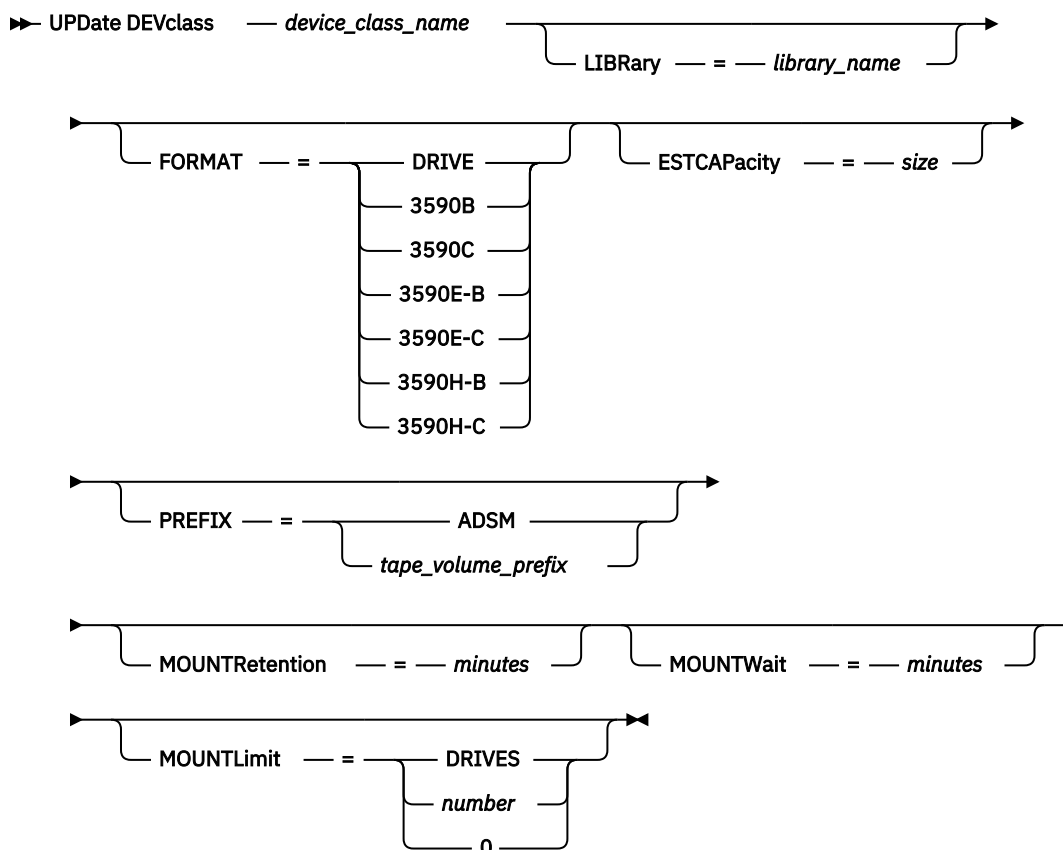 UPDate DEVclass device_class_name
LIBRary = library_name
FORMAT = DRIVE
3590B
3590C
3590E-B
3590E-C
3590H-B
3590H-C
ESTCAPacity = size
PREFIX = ADSM
tape_volume_prefix
MOUNTRetention = minutes
MOUNTWait = minutes
MOUNTLimit = DRIVES
number
0